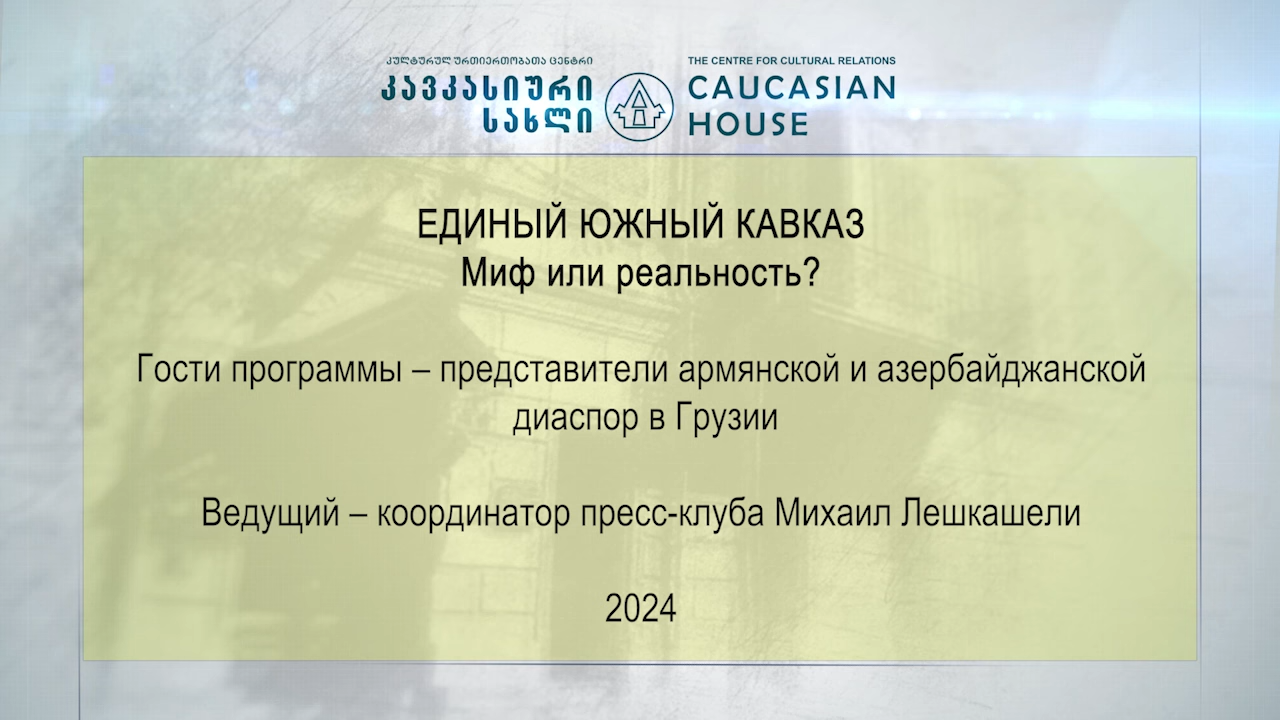 ᲙᲣᲚᲢᲣᲠᲣᲚ ᲣᲠᲗᲘᲔᲠᲗᲝᲑᲐᲗᲐ ᲪᲔᲜᲢᲠᲘ
ᲙᲐᲕᲙᲐᲡᲘᲣᲠᲘ
ᲡᲐᲮᲚᲘ
THE CENTRE FOR CULTURAL RELATIONS
CAUCASIAN
HOUSE
ЕДИНЫЙ ЮЖНЫЙ КАВКАЗ
Миф или реальность?
Гости программы – представители армянской и азербайджанской
диаспор в Грузии
Ведущий – координатор пресс-клуба Михаил Лешкашели
2024